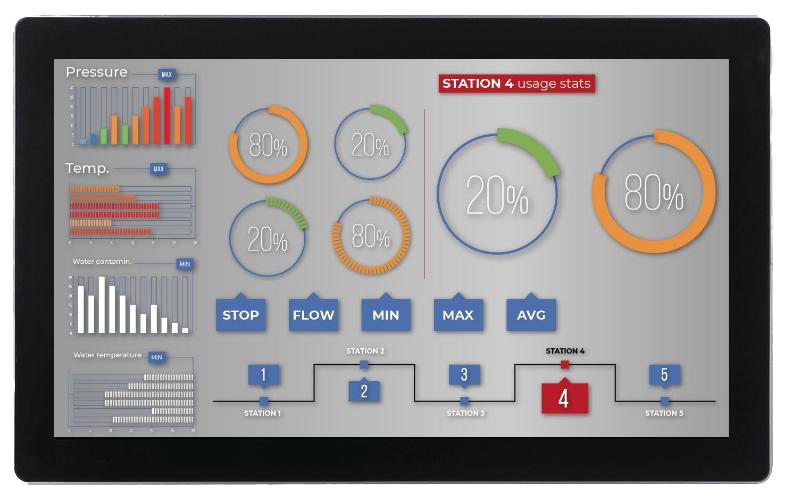 Pressure
MAX
STATION 4 usage stats
80%
20%
20%
80%
Temp.
MAX
20%
80%
Water contamin.
MIN
STOP
FLOW
MIN
MAX
AVG
Water temperature
MIN
STATION 2
STATION 4
1
2
3
4
5
STATION 1
STATION 3
STATION 5